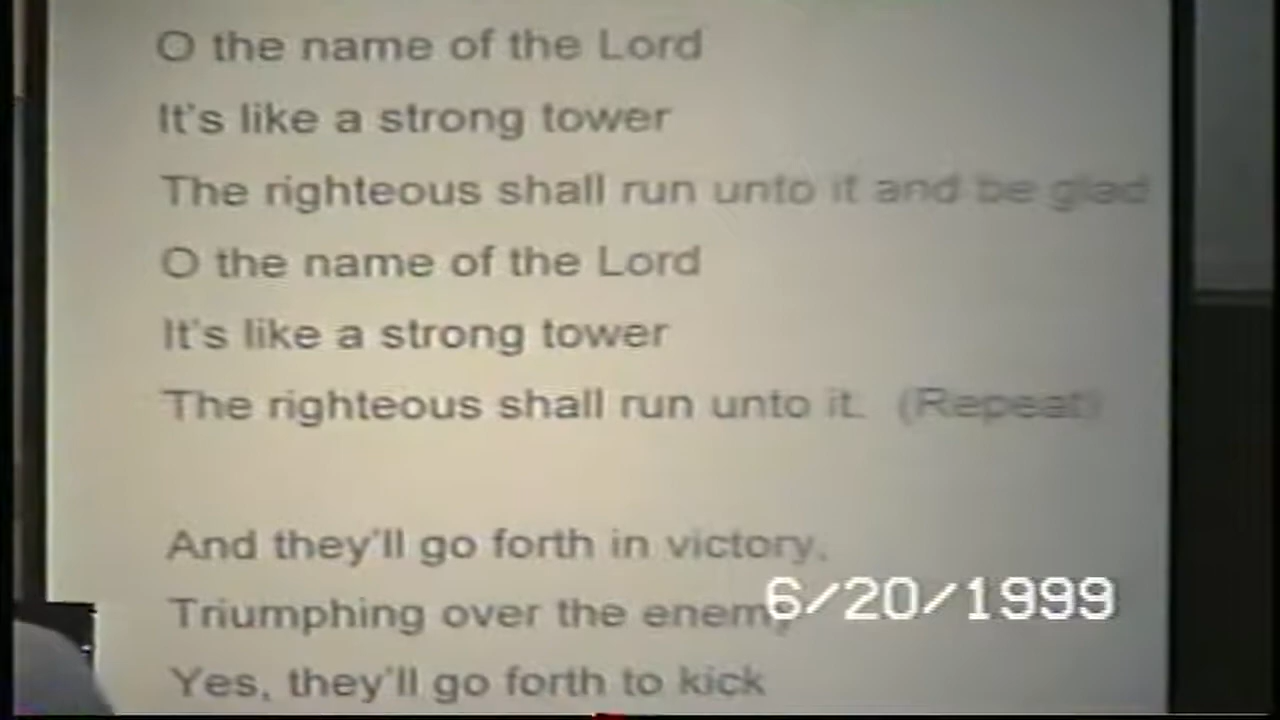 O the name of the Lord
It's like a strong tower
The righteous shall run unto it and be glad
O the name of the Lord
It's like a strong tower
The righteous shall run unto it. (Repeat)
And they'll go forth in victory,
Triumphing over the enemy
6/20/1999
Yes, they'll go forth to kick